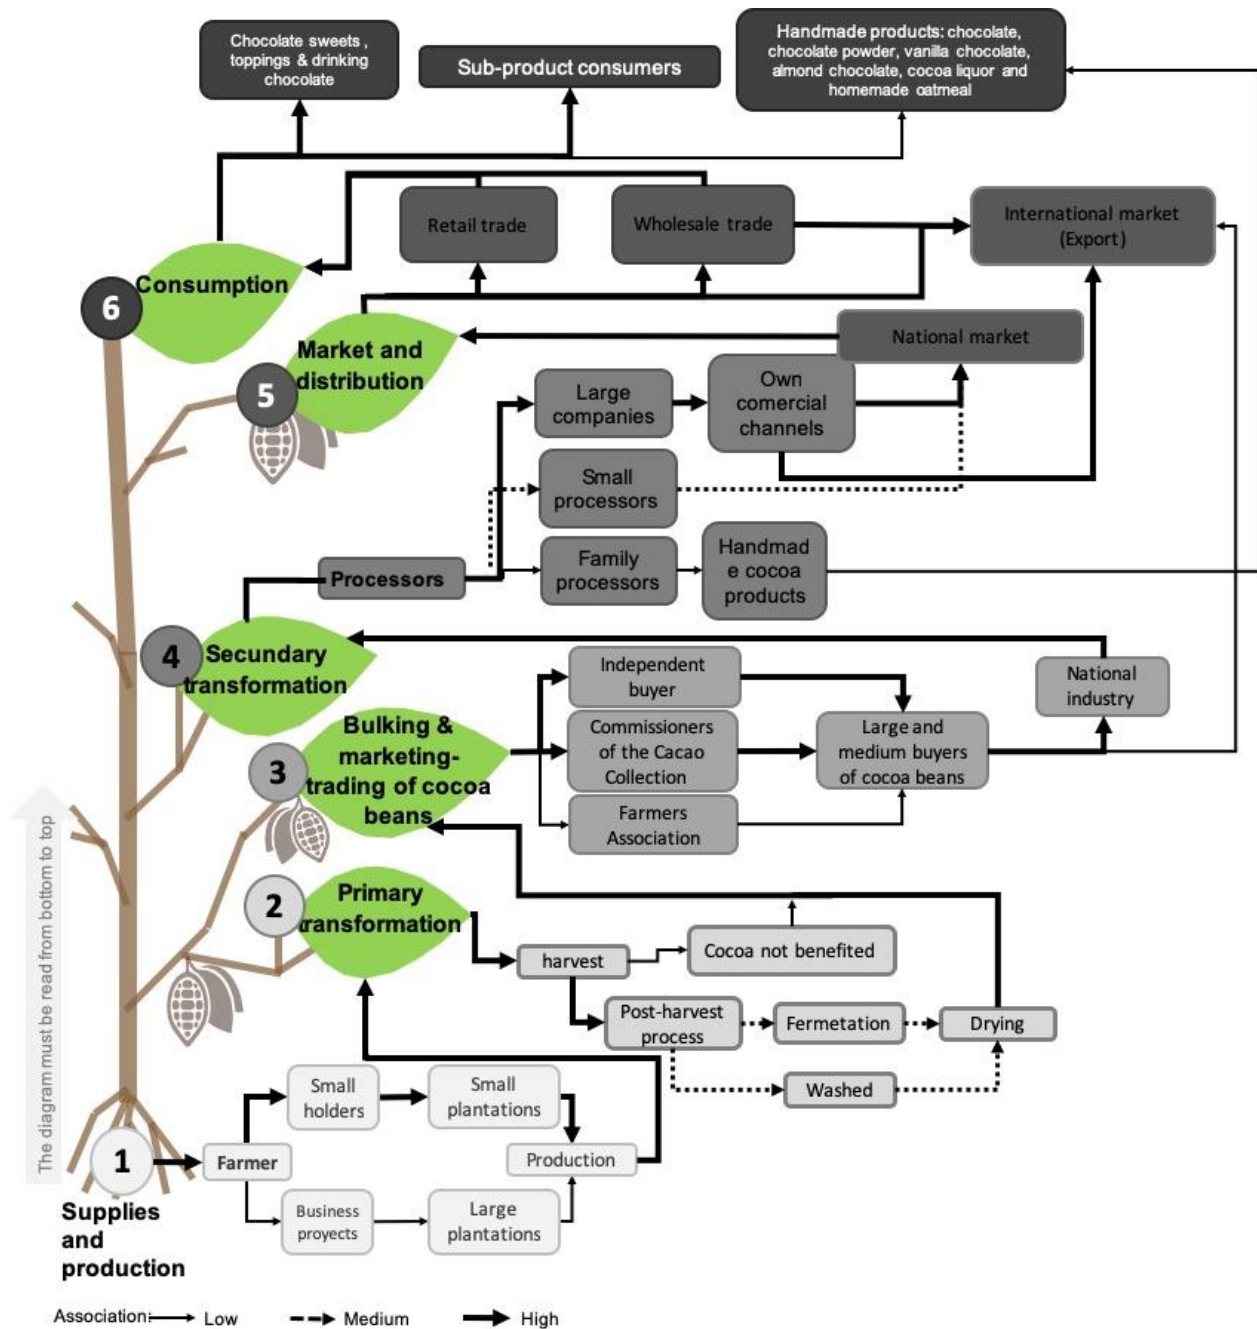 Chocolate sweets ,
toppings & drinking
chocolate
Sub-product consumers
Handmade products: chocolate,
chocolate powder, vanilla chocolate,
almond chocolate, cocoa liquor and
homemade oatmeal
Retail trade
Wholesale trade
International market
(Export)
6
Consumption
National market
5
Market and
distribution
Large
companies
Own
comercial
channels
Small
processors
Processors
Family
processors
Handmad
e cocoa
products
4
Secundary
transformation
Independent
buyer
National
industry
3
Bulking &
marketing-
trading of cocoa
beans
Commissioners
of the Cacao
Collection
Large and
medium buyers
of cocoa beans
Farmers
Association
2
Primary
transformation
harvest
Cocoa not benefited
Post-harvest
process
Fermetation
Drying
Washed
The diagram must be read from bottom to top
1
Supplies
and
production
Farmer
Small
holders
Small
plantations
Production
Business
proyects
Large
plantations
Association:
Low
Medium
High